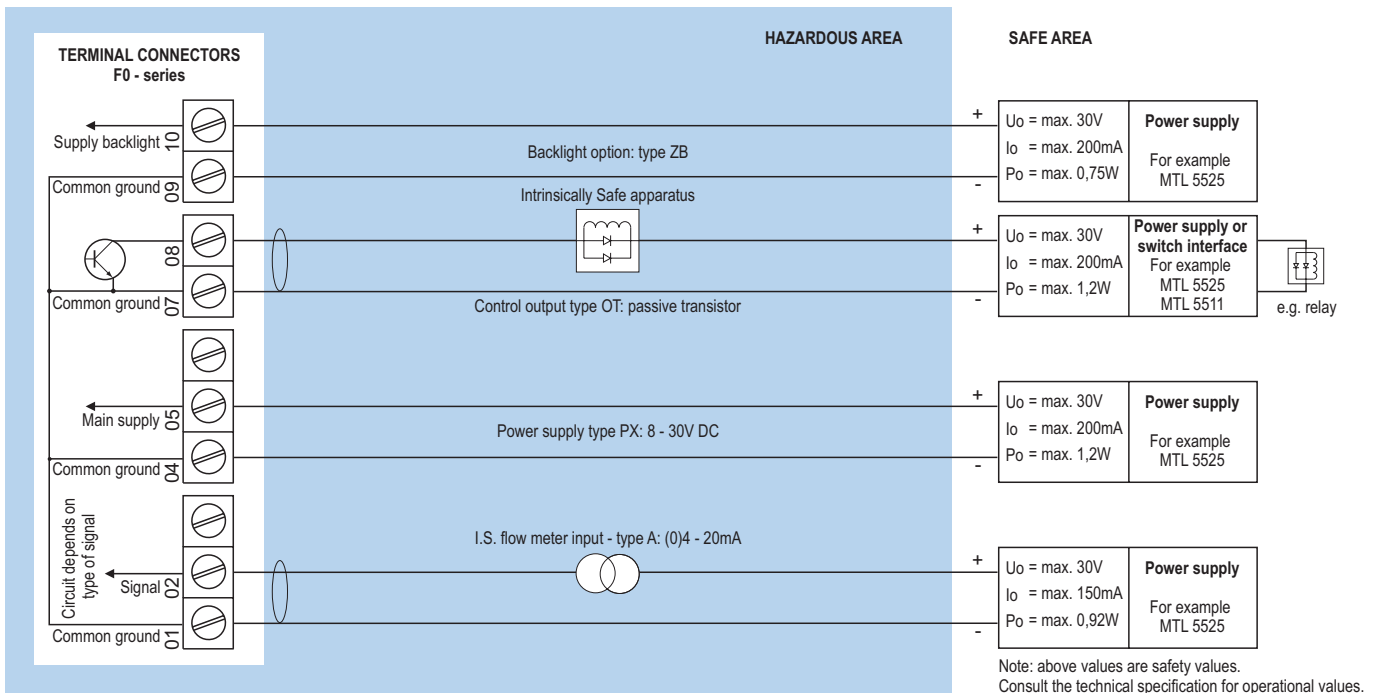 HAZARDOUS AREA
SAFE AREA
TERMINAL CONNECTORS
F0 - series
Supply backlight
10
Common ground
09
Backlight option: type ZB
+
-
Uo = max. 30V
Io = max. 200mA
Po = max. 0,75W
Power supply
For example
MTL 5525
Intrinsically Safe apparatus
08
Common ground
07
Control output type OT: passive transistor
+
-
Uo = max. 30V
Io = max. 200mA
Po = max. 1,2W
Power supply or
switch interface
For example
MTL 5525
MTL 5511
e.g. relay
Main supply
05
Common ground
04
Power supply type PX: 8 - 30V DC
+
-
Uo = max. 30V
Io = max. 200mA
Po = max. 1,2W
Power supply
For example
MTL 5525
Circuit depends on
type of signal
Signal
02
Common ground
01
I.S. flow meter input - type A: (0)4 - 20mA
+
-
Uo = max. 30V
Io = max. 150mA
Po = max. 0,92W
Power supply
For example
MTL 5525
Note: above values are safety values.
Consult the technical specification for operational values.